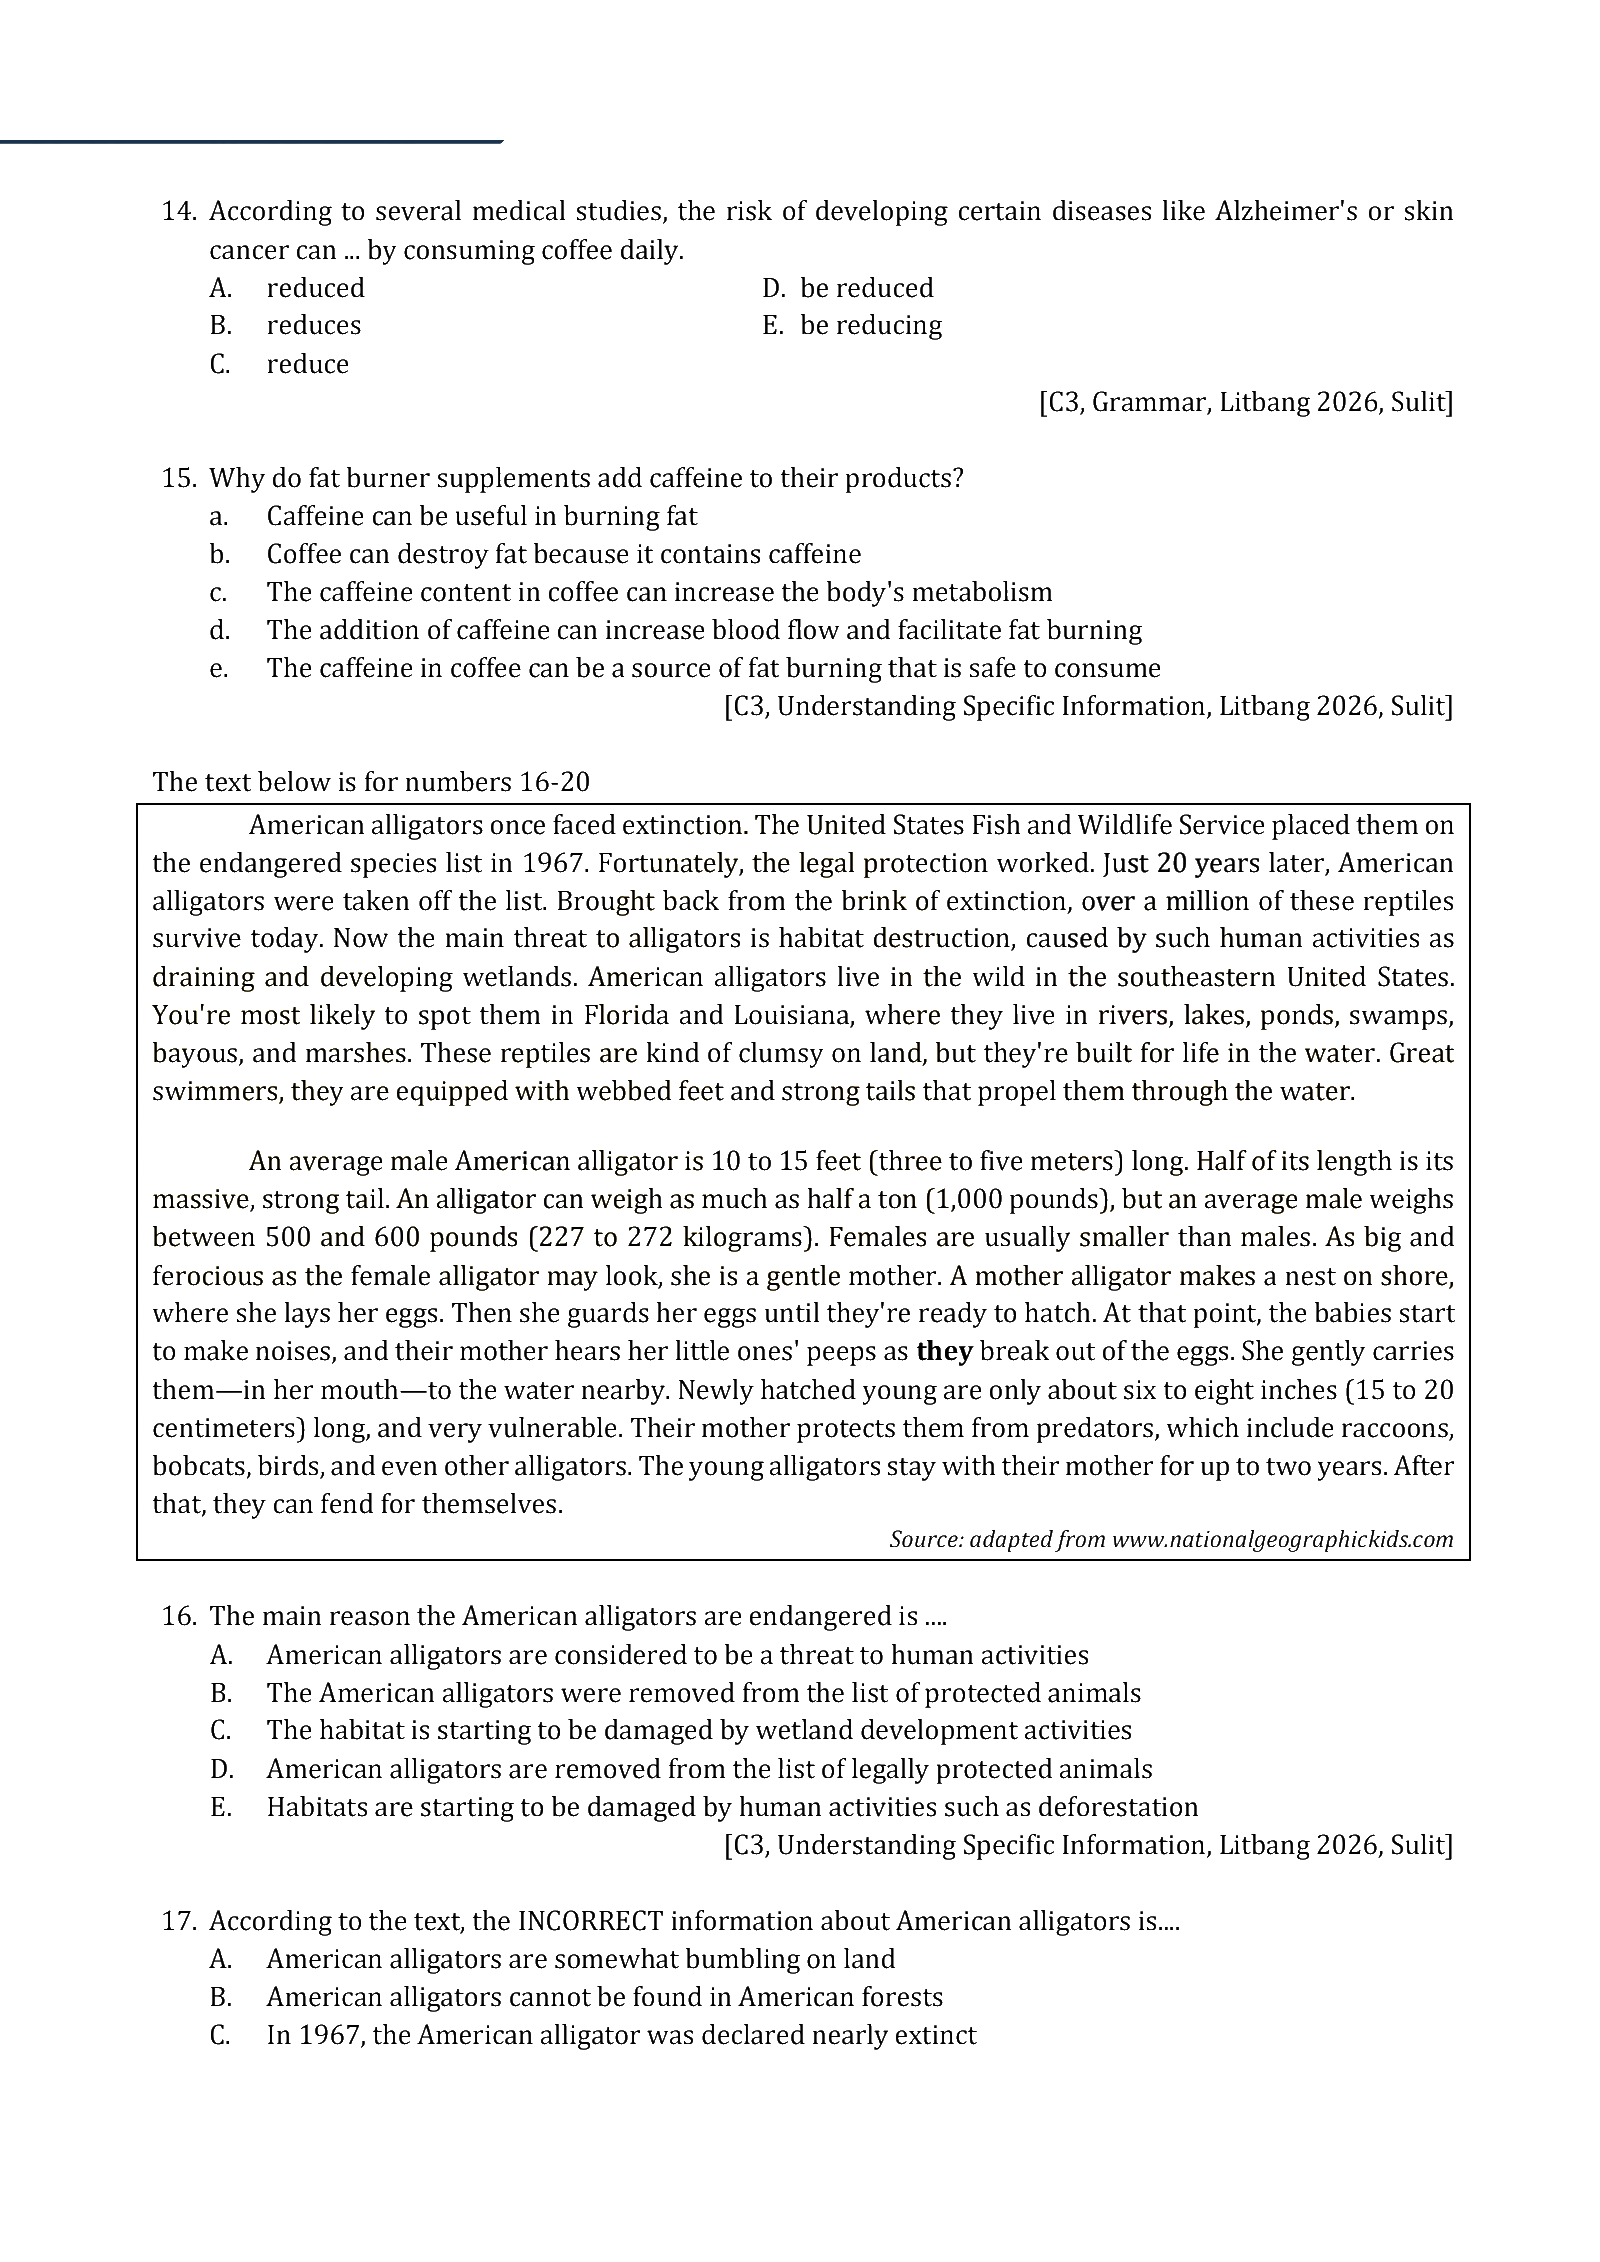 14. According to several medical studies, the risk of developing certain diseases like Alzheimer's or skin
cancer can ... by consuming coffee daily.
A. reduced
B. reduces
C. reduce
D. be reduced
E. be reducing
[C3, Grammar, Litbang 2026, Sulit]
15. Why do fat burner supplements add caffeine to their products?
a. Caffeine can be useful in burning fat
b. Coffee can destroy fat because it contains caffeine
c. The caffeine content in coffee can increase the body's metabolism
d. The addition of caffeine can increase blood flow and facilitate fat burning
e. The caffeine in coffee can be a source of fat burning that is safe to consume
[C3, Understanding Specific Information, Litbang 2026, Sulit]
The text below is for numbers 16-20
American alligators once faced extinction. The United States Fish and Wildlife Service placed them on
the endangered species list in 1967. Fortunately, the legal protection worked. Just 20 years later, American
alligators were taken off the list. Brought back from the brink of extinction, over a million of these reptiles
survive today. Now the main threat to alligators is habitat destruction, caused by such human activities as
draining and developing wetlands. American alligators live in the wild in the southeastern United States.
You're most likely to spot them in Florida and Louisiana, where they live in rivers, lakes, ponds, swamps,
bayous, and marshes. These reptiles are kind of clumsy on land, but they're built for life in the water. Great
swimmers, they are equipped with webbed feet and strong tails that propel them through the water.
An average male American alligator is 10 to 15 feet (three to five meters) long. Half of its length is its
massive, strong tail. An alligator can weigh as much as half a ton (1,000 pounds), but an average male weighs
between 500 and 600 pounds (227 to 272 kilograms). Females are usually smaller than males. As big and
ferocious as the female alligator may look, she is a gentle mother. A mother alligator makes a nest on shore,
where she lays her eggs. Then she guards her eggs until they're ready to hatch. At that point, the babies start
to make noises, and their mother hears her little ones' peeps as they break out of the eggs. She gently carries
them—in her mouth—to the water nearby. Newly hatched young are only about six to eight inches (15 to 20
centimeters) long, and very vulnerable. Their mother protects them from predators, which include raccoons,
bobcats, birds, and even other alligators. The young alligators stay with their mother for up to two years. After
that, they can fend for themselves.
Source: adapted from www.nationalgeographickids.com
16. The main reason the American alligators are endangered is ....
A. American alligators are considered to be a threat to human activities
B. The American alligators were removed from the list of protected animals
C. The habitat is starting to be damaged by wetland development activities
D. American alligators are removed from the list of legally protected animals
E. Habitats are starting to be damaged by human activities such as deforestation
[C3, Understanding Specific Information, Litbang 2026, Sulit]
17. According to the text, the INCORRECT information about American alligators is....
A. American alligators are somewhat bumbling on land
B. American alligators cannot be found in American forests
C. In 1967, the American alligator was declared nearly extinct